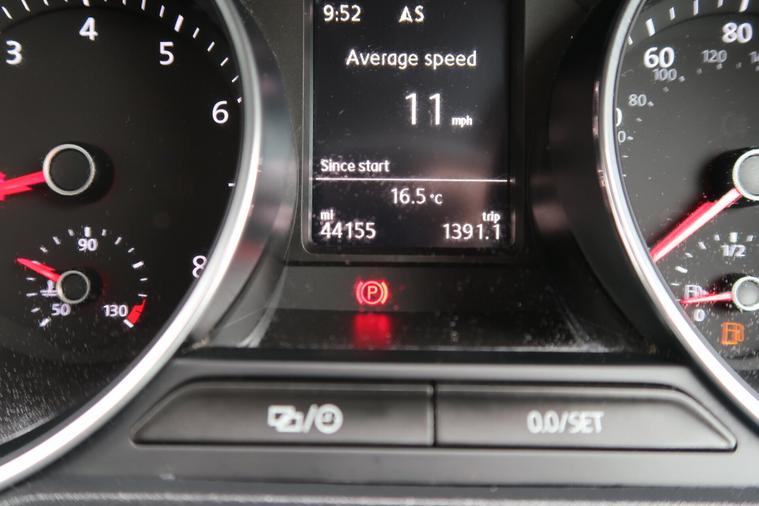 9:52 AS
Average speed
11 mph
Since start
16.5 °C
mi trip
44155 1391.1
3
4
5
6
8
50
90
130
P
60
80
100
120
80
1/2
0
0.0/SET